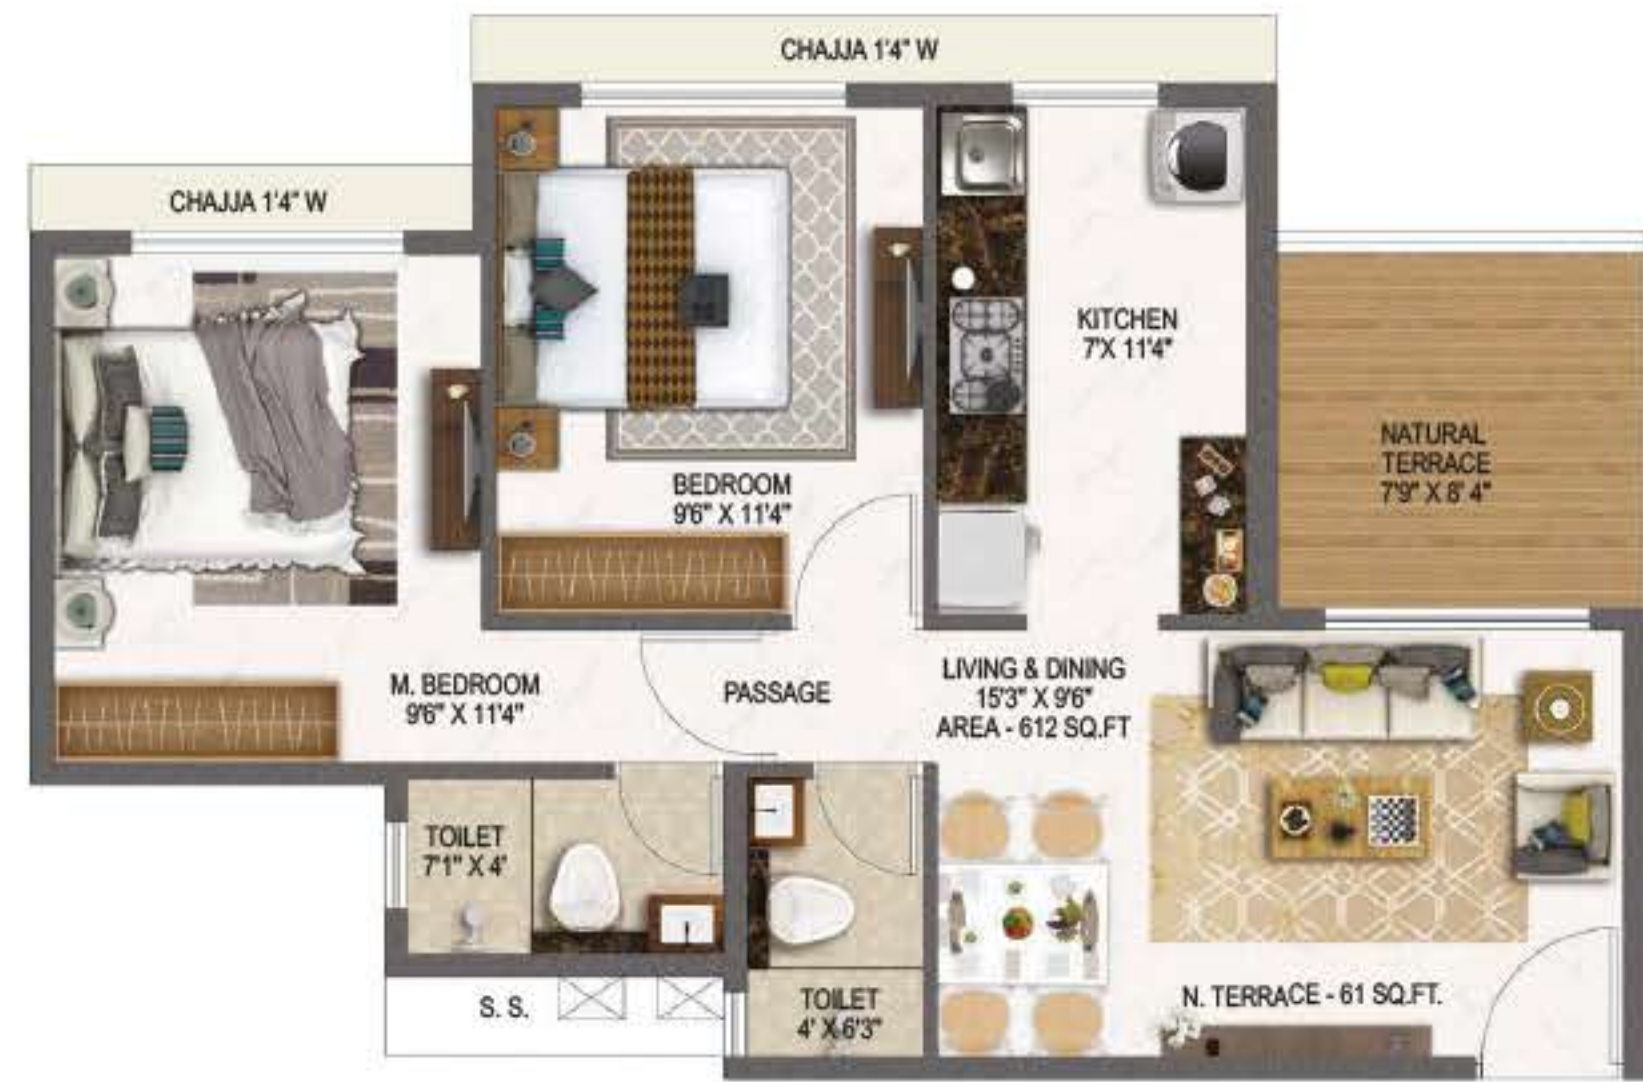 CHAJJA 1'4" W
CHAJJA 1'4" W
KITCHEN
7'X 11'4"
NATURAL
TERRACE
7'9" X 8' 4"
BEDROOM
9'6" X 11'4"
M. BEDROOM
9'6" X 11'4"
PASSAGE
LIVING & DINING
15'3" X 9'6"
AREA - 612 SQ.FT
TOILET
7'1" X 4'
S. S.
TOILET
4' X 6'3"
N. TERRACE - 61 SQ.FT.